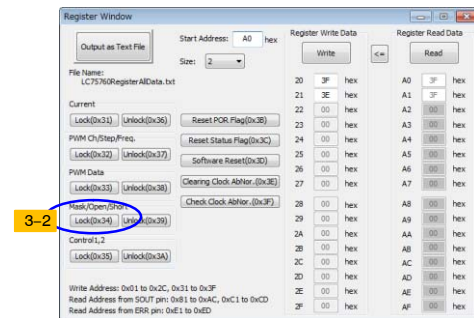 Register Window
Output as Text File
Start Address: A0 hex
Size: 2
File Name:
LC75760RegisterAllData.txt
Current
Lock(0x31) Unlock(0x36) Reset POR Flag(0x3B)
PWM Ch/Step/Freq.
Reset Status Flag(0x3C)
Lock(0x32) Unlock(0x37)
Software Reset(0x3D)
PWM Data
Lock(0x33) Unlock(0x38) Clearing Clock AbNor.(0x3E)
Mask/Open/Short
Check Clock AbNor.(0x3F)
3–2
Lock(0x34) Unlock(0x39)
Control1,2
Lock(0x35) Unlock(0x3A)
Write Address: 0x01 to 0x2C, 0x31 to 0x3F
Read Address from SOUT pin: 0x81 to 0xAC, 0xC1 to 0xCD
Read Address from ERR pin: 0xE1 to 0xED
Register Write Data
Write
<=
Register Read Data
Read
20 3F hex A0 3F hex
21 3E hex A1 3F hex
22 00 hex A2 00 hex
23 00 hex A3 00 hex
24 00 hex A4 00 hex
25 00 hex A5 00 hex
26 00 hex A6 00 hex
27 00 hex A7 00 hex
28 00 hex A8 00 hex
29 00 hex A9 00 hex
2A 00 hex AA 00 hex
2B 00 hex AB 00 hex
2C 00 hex AC 00 hex
2D 00 hex AD 00 hex
2E 00 hex AE 00 hex
2F 00 hex AF 00 hex